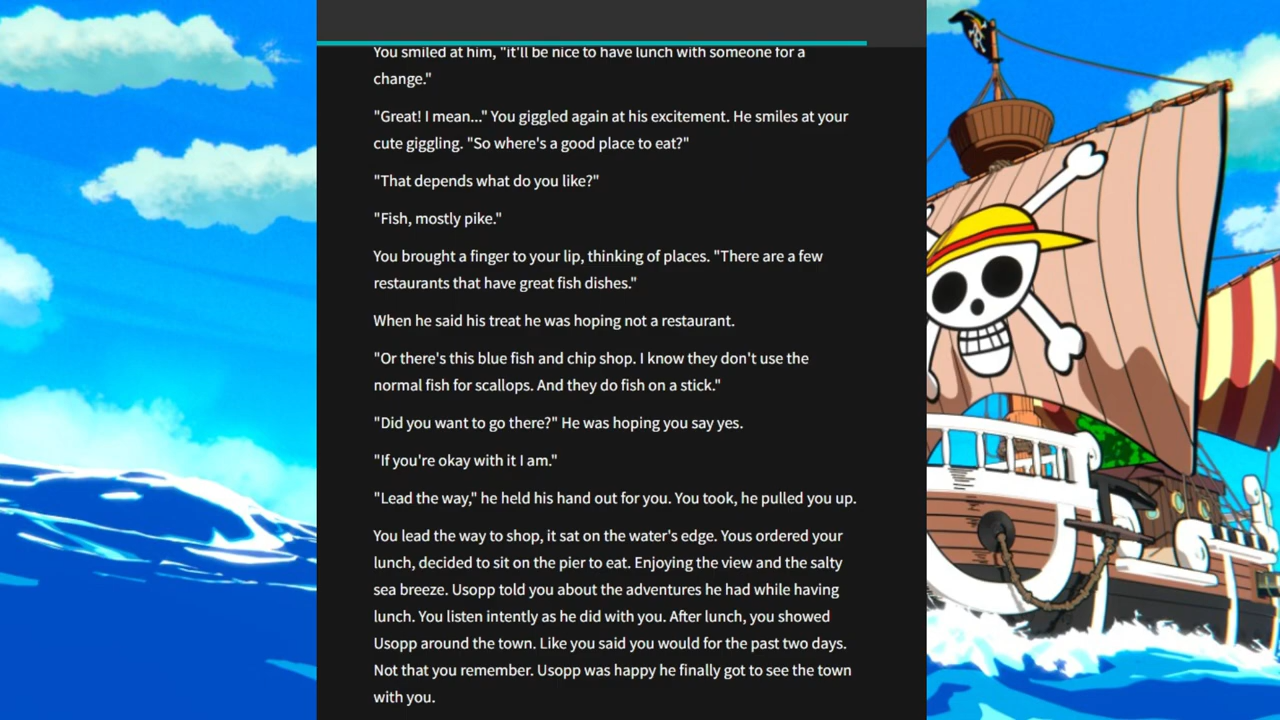 You smiled at him, "it'll be nice to have lunch with someone for a
change."
"Great! I mean..." You giggled again at his excitement. He smiles at your
cute giggling. "So where's a good place to eat?"
"That depends what do you like?"
"Fish, mostly pike."
You brought a finger to your lip, thinking of places. "There are a few
restaurants that have great fish dishes."
When he said his treat he was hoping not a restaurant.
"Or there's this blue fish and chip shop. I know they don't use the
normal fish for scallops. And they do fish on a stick."
"Did you want to go there?" He was hoping you say yes.
"If you're okay with it I am."
"Lead the way," he held his hand out for you. You took, he pulled you up.
You lead the way to shop, it sat on the water's edge. Yous ordered your
lunch, decided to sit on the pier to eat. Enjoying the view and the salty
sea breeze. Usopp told you about the adventures he had while having
lunch. You listen intently as he did with you. After lunch, you showed
Usopp around the town. Like you said you would for the past two days.
Not that you remember. Usopp was happy he finally got to see the town
with you.